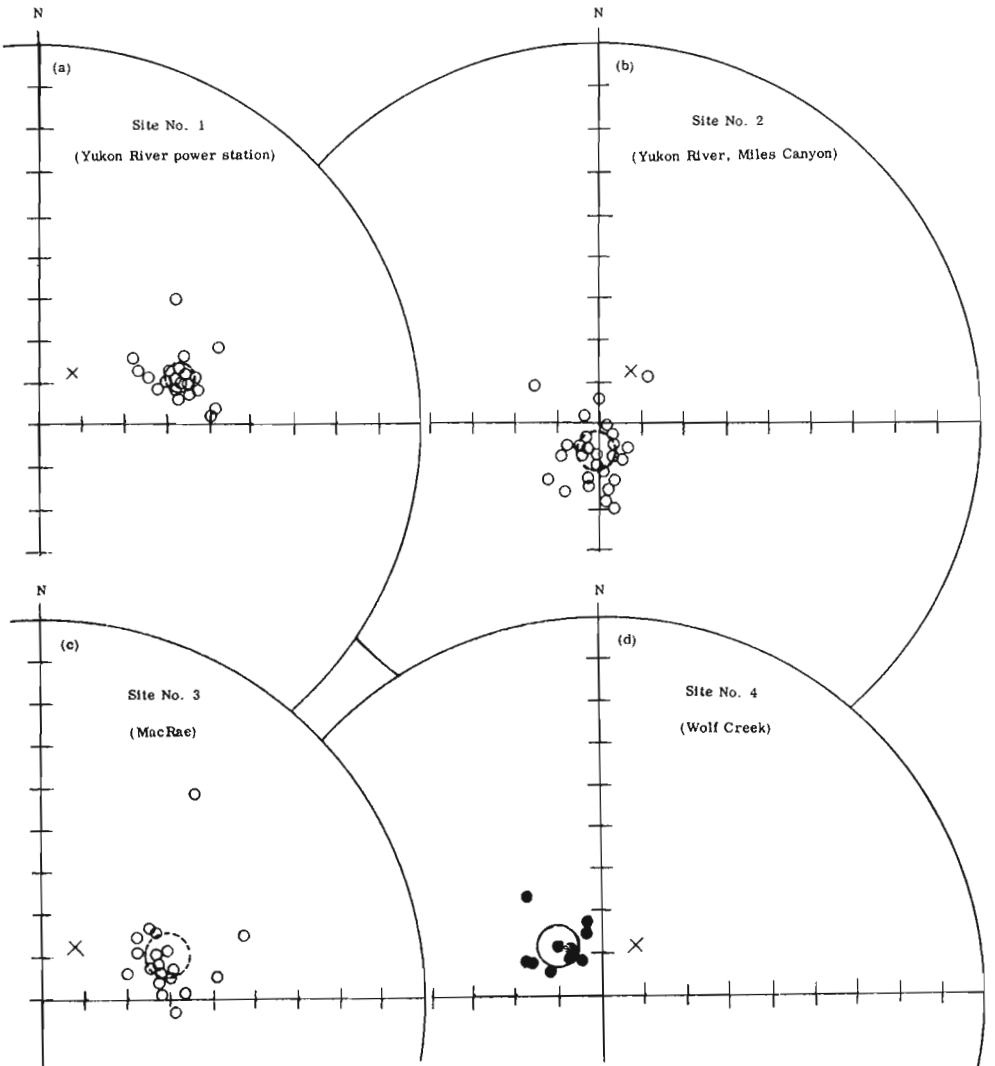 N
(a)
Site No. 1
(Yukon River power station)
N
(b)
Site No. 2
(Yukon River, Miles Canyon)
N
(c)
Site No. 3
(MacRae)
N
(d)
Site No. 4
(Wolf Creek)